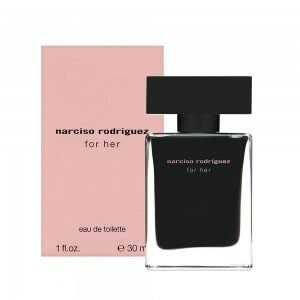 narciso rodriguez
for her
eau de toilette
1 fl.oz. ℮ 30 m
narciso rodriguez
for her